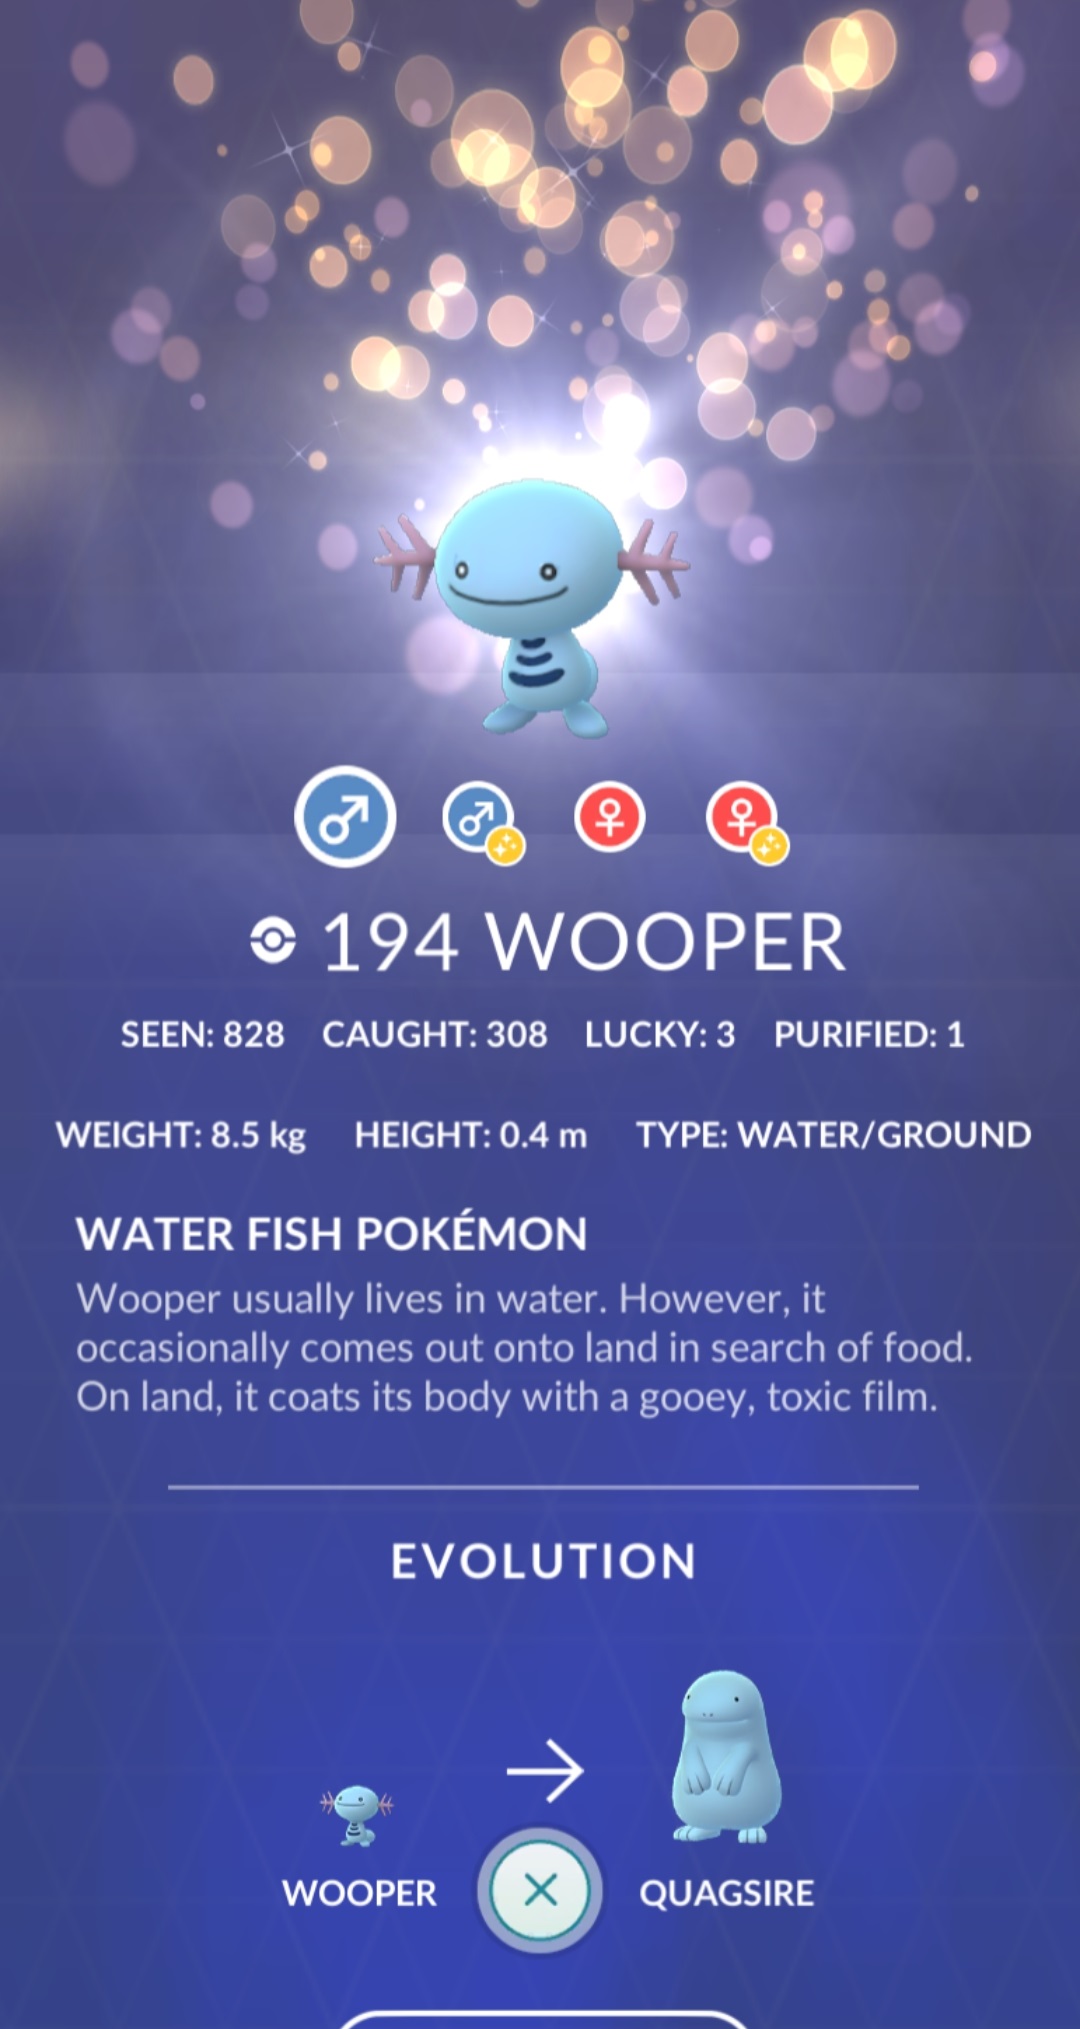 194 WOOPER
SEEN: 828 CAUGHT: 308 LUCKY: 3 PURIFIED: 1
WEIGHT: 8.5 kg HEIGHT: 0.4 m TYPE: WATER/GROUND
WATER FISH POKÉMON
Wooper usually lives in water. However, it
occasionally comes out onto land in search of food.
On land, it coats its body with a gooey, toxic film.
EVOLUTION
WOOPER QUAGSIRE